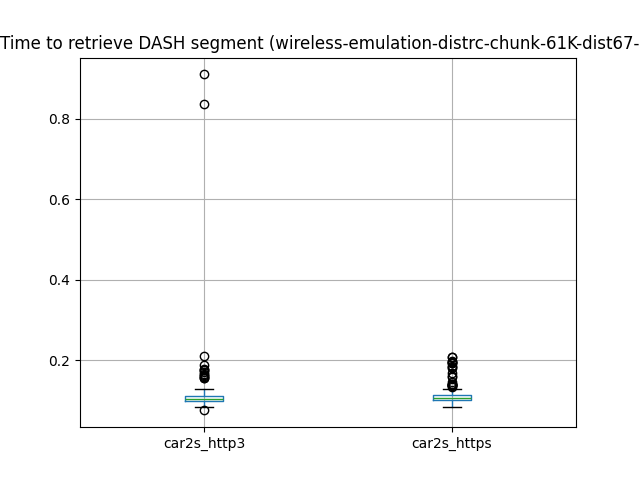 Time to retrieve DASH segment (wireless-emulation-distrc-chunk-61K-dist67-
0.8
0.6
0.4
0.2
car2s_http3
car2s_https